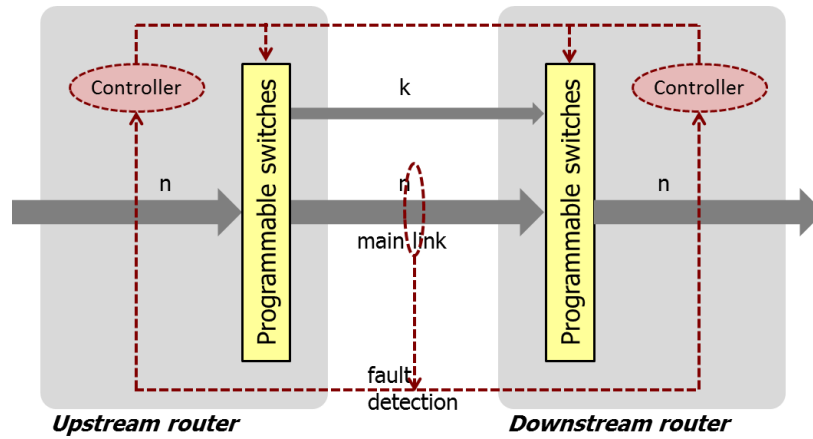 Controller
Programmable switches
k
Programmable switches
Controller
n
n
n
main link
fault
detection
Upstream router
Downstream router